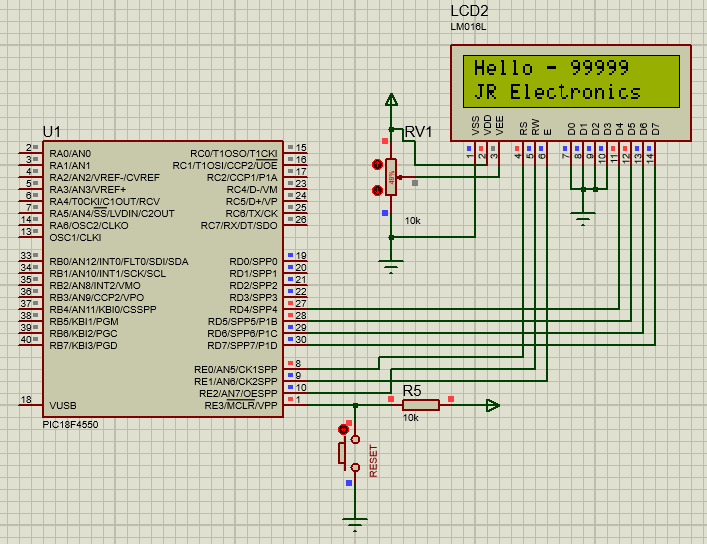 LCD2
LM016L
Hello - 99999
JR Electronics
VSS VDD VEE RS RW E D0 D1 D2 D3 D4 D5 D6 D7
1 2 3 4 5 6 7 8 9 10 11 12 13 14
RV1
10k
U1
2 RA0/AN0 RC0/T1OSO/T1CKI 15
3 RA1/AN1 RC1/T1OSI/CCP2/UOE 16
4 RA2/AN2/VREF-/CVREF RC2/CCP1/P1A 17
5 RA3/AN3/VREF+ RC4/D-/VM 23
6 RA4/T0CKI/C1OUT/RCV RC5/D+/VP 24
7 RA5/AN4/SS/LVDIN/C2OUT RC6/TX/CK 25
14 RA6/OSC2/CLKO RC7/RX/DT/SDO 26
13 OSC1/CLKI
33 RB0/AN12/INT0/FLT0/SDI/SDA RD0/SPP0 19
34 RB1/AN10/INT1/SCK/SCL RD1/SPP1 20
35 RB2/AN8/INT2/VMO RD2/SPP2 21
36 RB3/AN9/CCP2/VPO RD3/SPP3 22
37 RB4/AN11/KBI0/CSSPP RD4/SPP4 27
38 RB5/KBI1/PGM RD5/SPP5/P1B 28
39 RB6/KBI2/PGC RD6/SPP6/P1C 29
40 RB7/KBI3/PGD RD7/SPP7/P1D 30
RE0/AN5/CK1SPP 8
RE1/AN6/CK2SPP 9
RE2/AN7/OESPP 10
18 VUSB RE3/MCLR/VPP 1
PIC18F4550
R5
10k
RESET